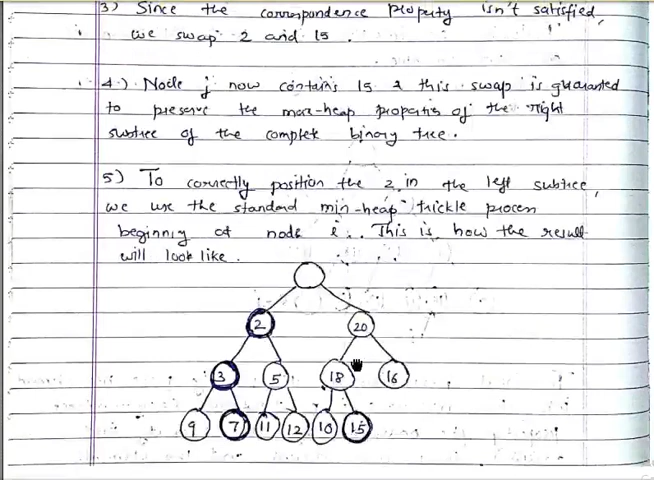 3) Since the correspondence property isn't satisfied,
we swap 2 and 15.
4.) Node j now contains 15 & this swap is guaranted
to preserve the max-heap properties of the right
subtree of the complete binary tree.
5) To correctly position the 2 in the left subtree,
we use the standard min-heap trickle process
beginning at node i. This is how the result
will look like.
2 20
3 5 18 16
9 7 11 12 10 15